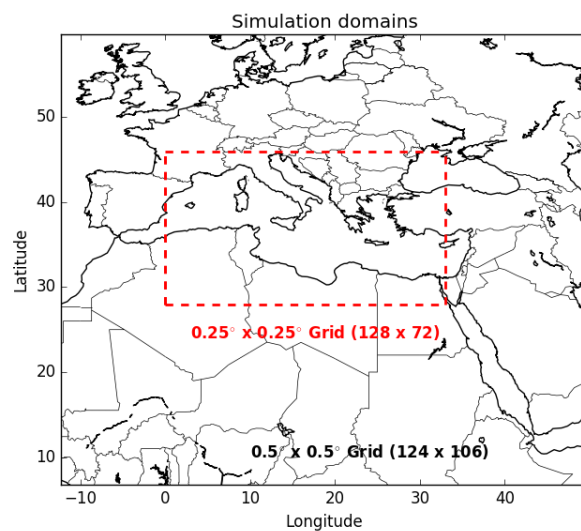 Simulation domains
Latitude
50
40
30
20
10
0.25° x 0.25° Grid (128 x 72)
0.5° x 0.5° Grid (124 x 106)
−10 0 10 20 30 40
Longitude